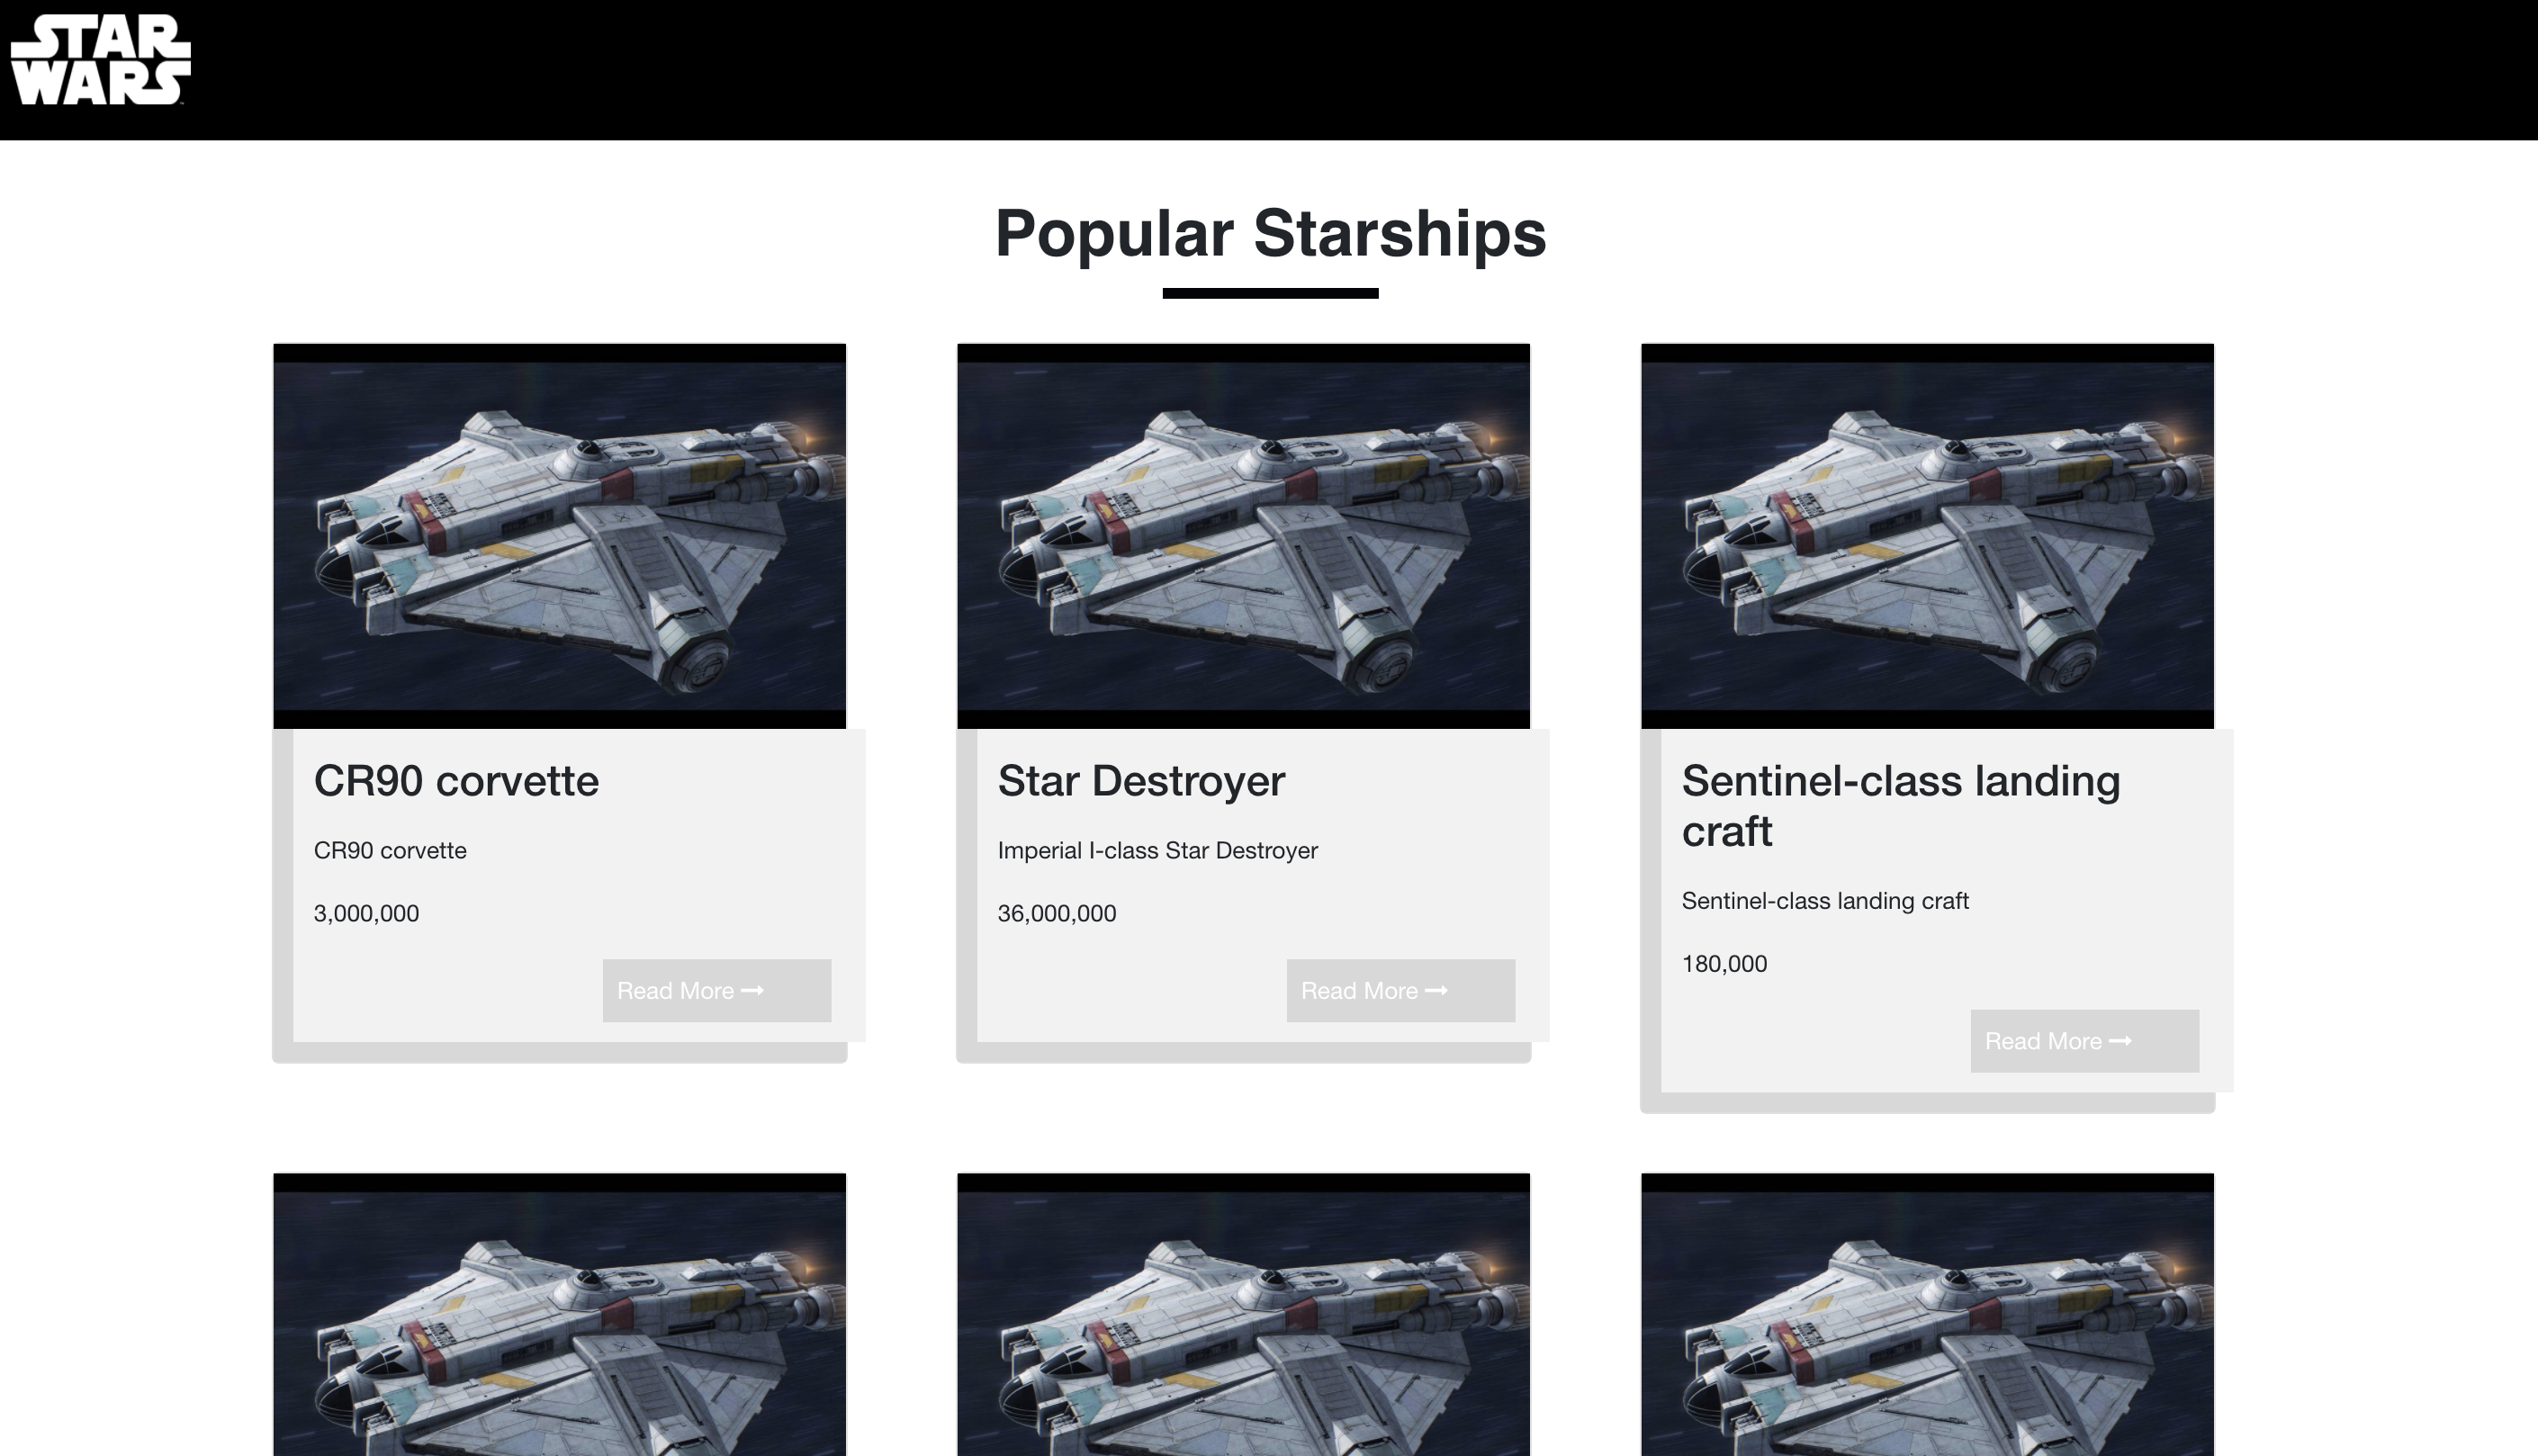 STAR
WARS
Popular Starships
CR90 corvette
CR90 corvette
3,000,000
Read More
Star Destroyer
Imperial I-class Star Destroyer
36,000,000
Read More
Sentinel-class landing
craft
Sentinel-class landing craft
180,000
Read More